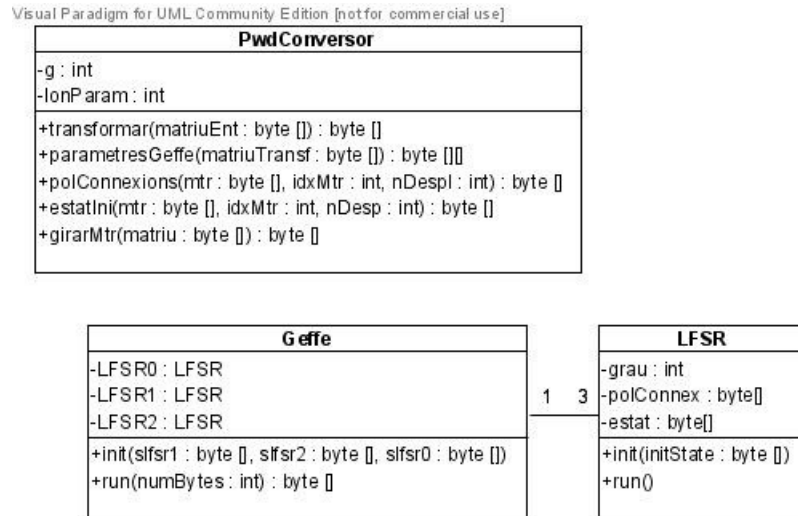 Visual Paradigm for UML Community Edition [not for commercial use]
PwdConversor
-g : int
-lonParam : int
+transformar(matriuEnt : byte []) : byte []
+parametresGeffe(matriuTransf : byte []) : byte [][]
+polConnexions(mtr : byte [], idxMtr : int, nDespl : int) : byte []
+estatIni(mtr : byte [], idxMtr : int, nDesp : int) : byte []
+girarMtr(matriu : byte []) : byte []
Geffe
-LFSR0 : LFSR
-LFSR1 : LFSR
-LFSR2 : LFSR
+init(slfsr1 : byte [], slfsr2 : byte [], slfsr0 : byte [])
+run(numBytes : int) : byte []
1 3
LFSR
-grau : int
-polConnex : byte[]
-estat : byte[]
+init(initState : byte [])
+run()